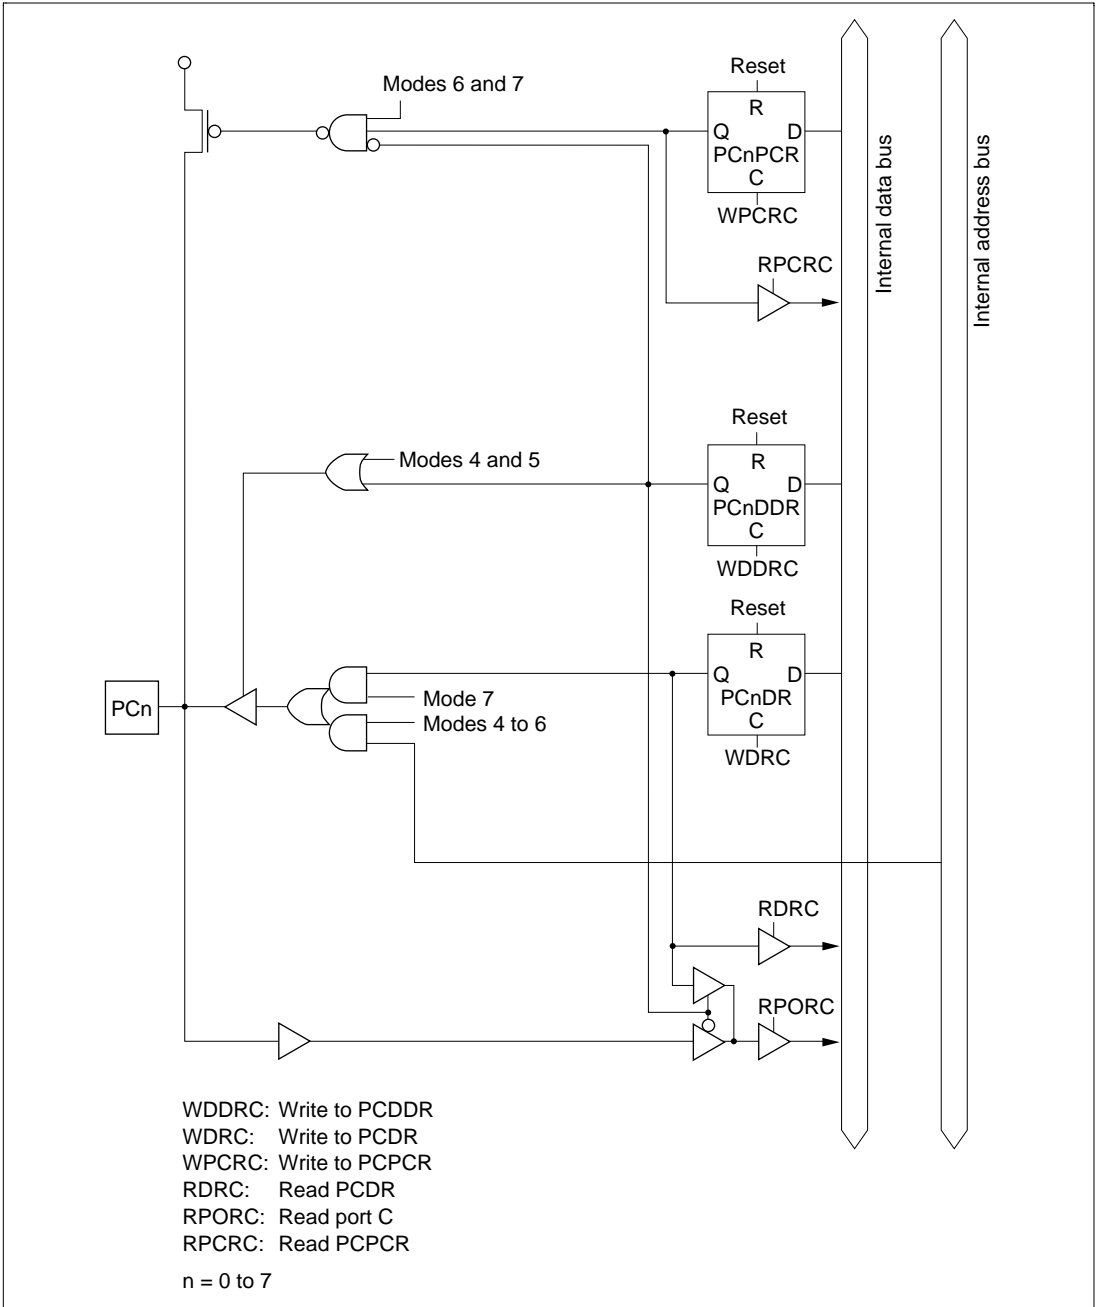 Reset
Modes 6 and 7
R
Q D
PCnPCR
C
WPCRC
Internal data bus
Internal address bus
RPCRC
Reset
R
Modes 4 and 5
Q D
PCnDDR
C
WDDRC
Reset
R
Q D
PCnDR
C
WDRC
Mode 7
Modes 4 to 6
PCn
RDRC
RPORC
WDDRC: Write to PCDDR
WDRC: Write to PCDR
WPCRC: Write to PCPCR
RDRC: Read PCDR
RPORC: Read port C
RPCRC: Read PCPCR
n = 0 to 7